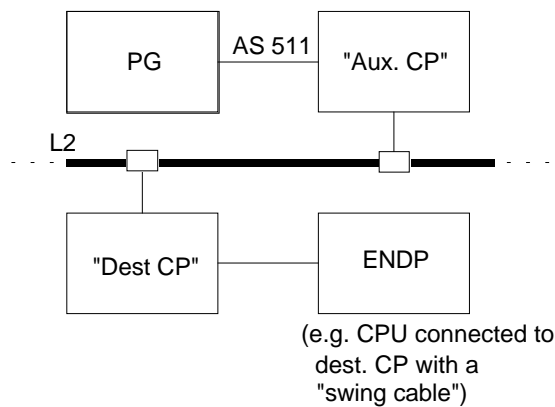 PG
AS 511
"Aux. CP"
L2
"Dest CP"
ENDP
(e.g. CPU connected to
dest. CP with a
"swing cable")